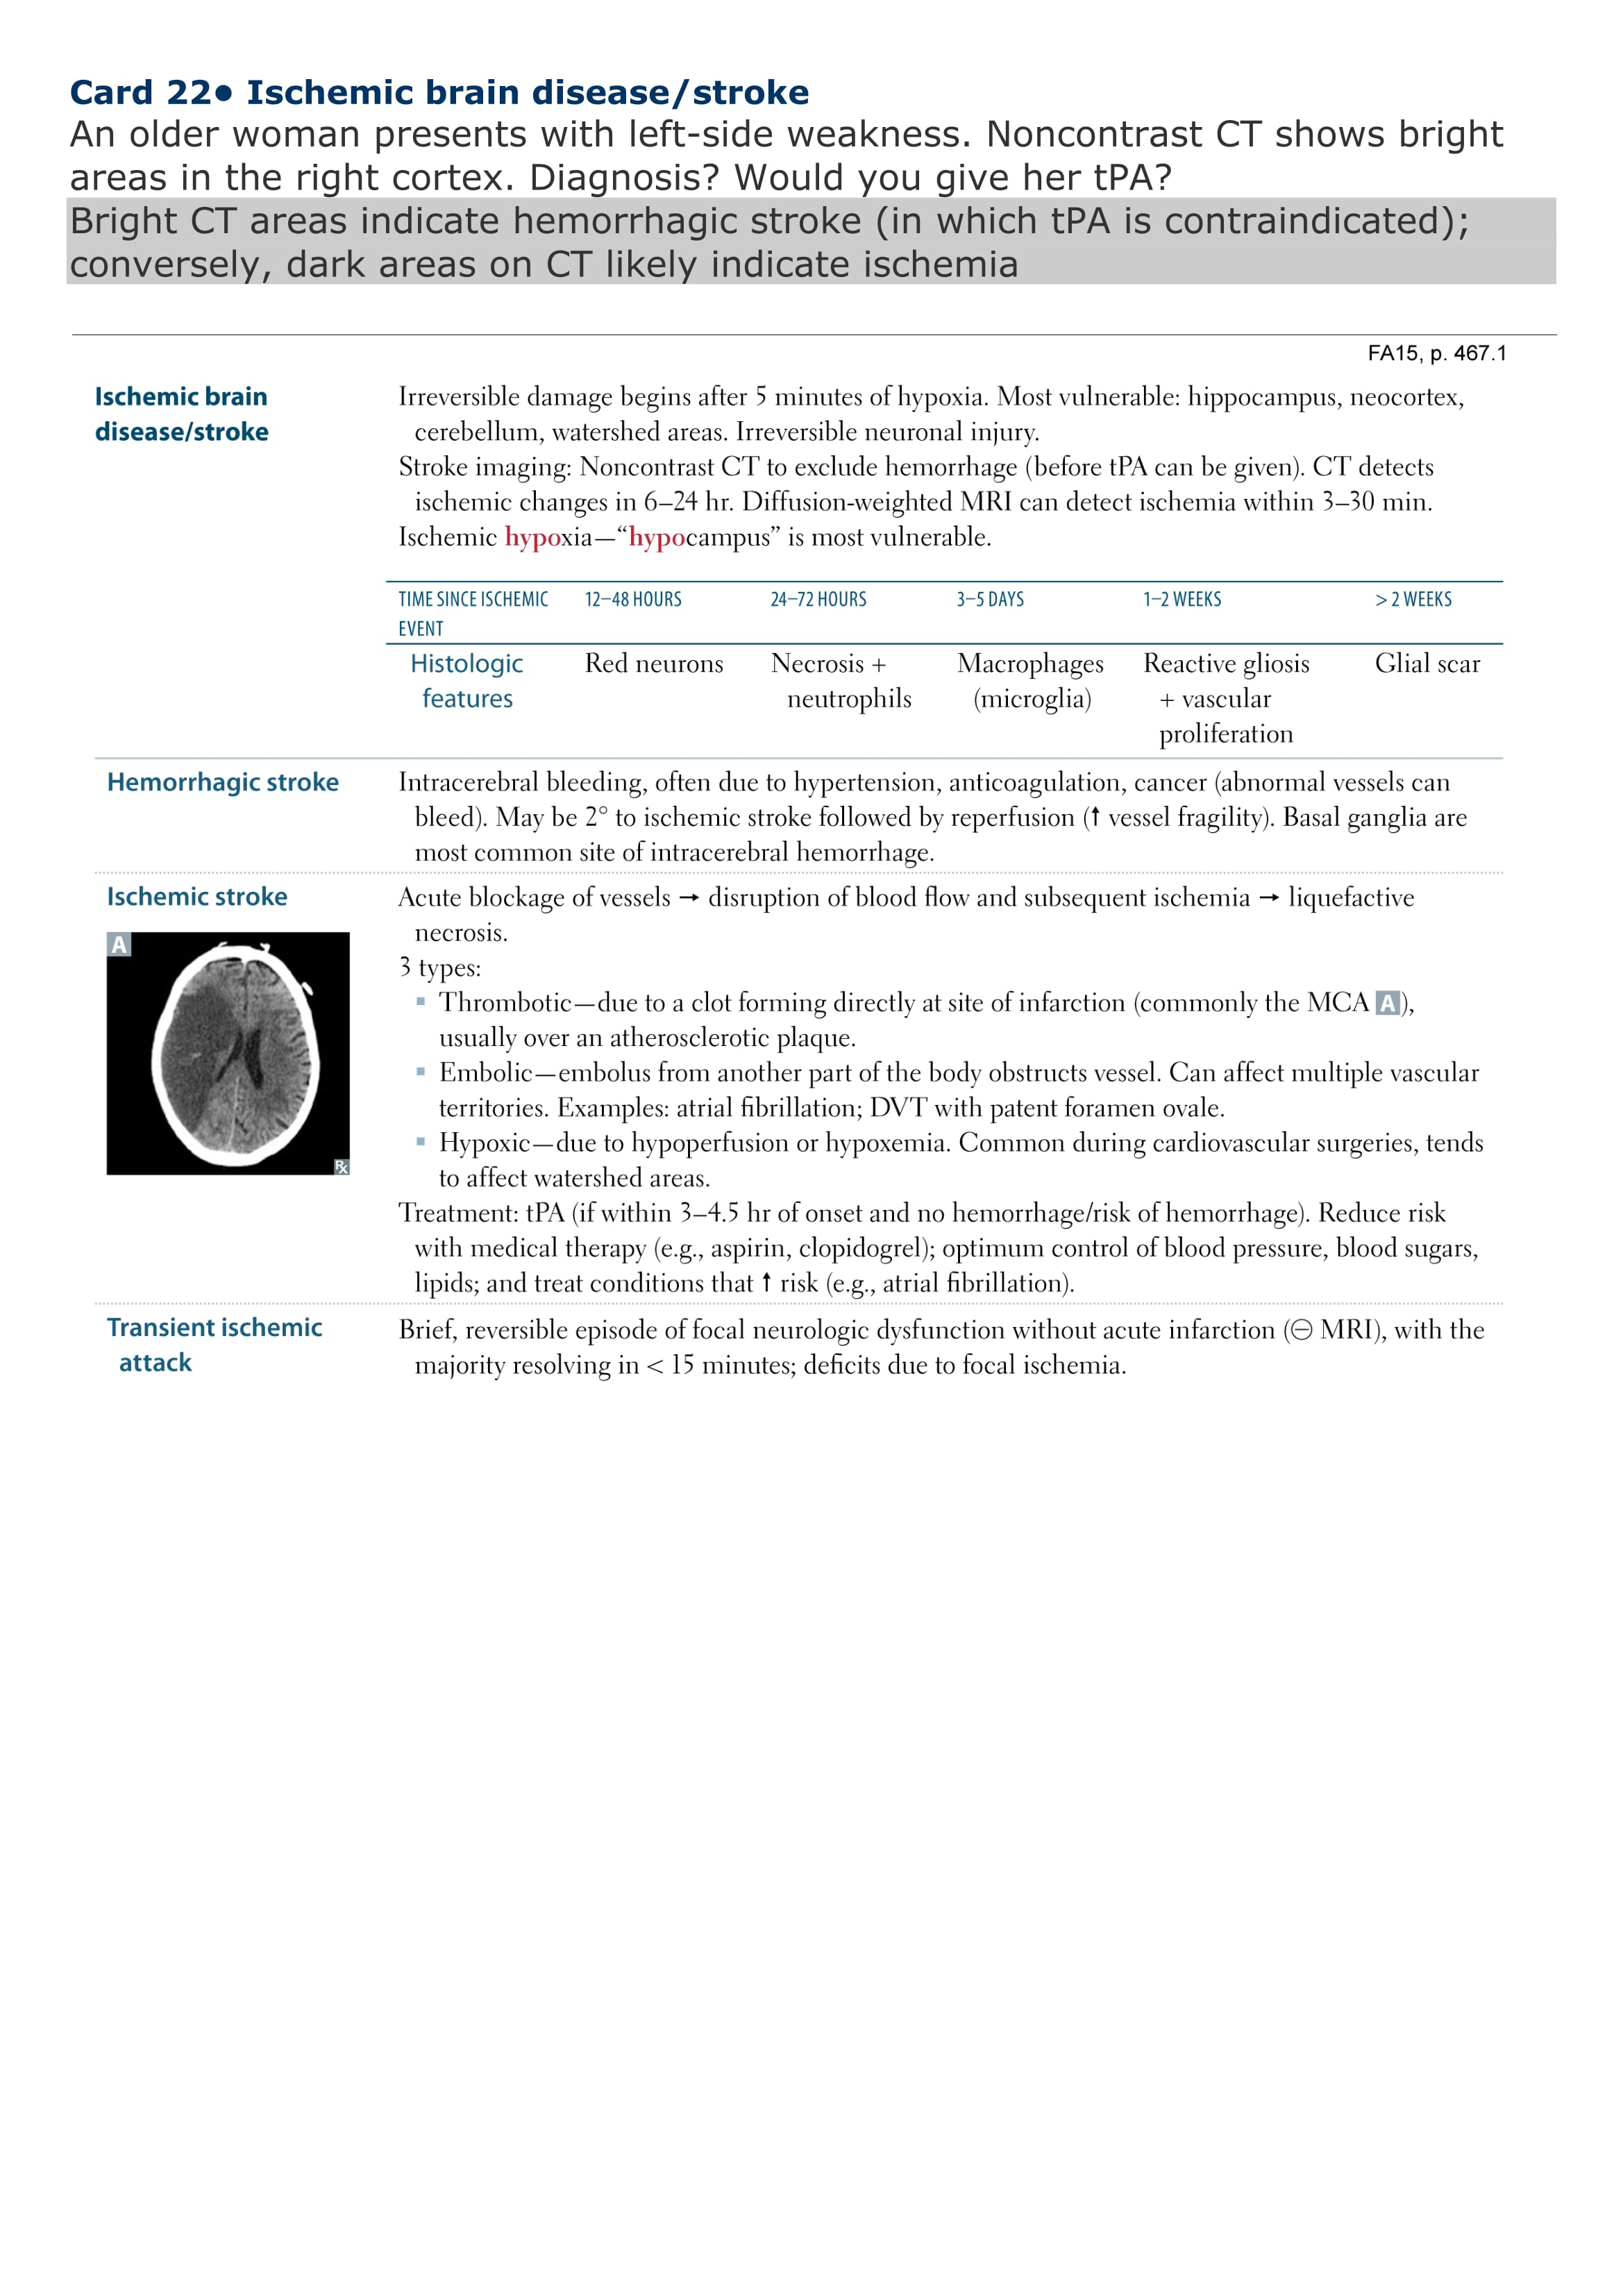 Card 22● Ischemic brain disease/stroke
An older woman presents with left-side weakness. Noncontrast CT shows bright
areas in the right cortex. Diagnosis? Would you give her tPA?
Bright CT areas indicate hemorrhagic stroke (in which tPA is contraindicated);
conversely, dark areas on CT likely indicate ischemia
FA15, p. 467.1
Ischemic brain
disease/stroke
Irreversible damage begins after 5 minutes of hypoxia. Most vulnerable: hippocampus, neocortex,
cerebellum, watershed areas. Irreversible neuronal injury.
Stroke imaging: Noncontrast CT to exclude hemorrhage (before tPA can be given). CT detects
ischemic changes in 6–24 hr. Diffusion-weighted MRI can detect ischemia within 3–30 min.
Ischemic hypoxia—“hypocampus” is most vulnerable.
TIME SINCE ISCHEMIC EVENT
12–48 HOURS
24–72 HOURS
3–5 DAYS
1–2 WEEKS
> 2 WEEKS
Histologic
features
Red neurons
Necrosis +
neutrophils
Macrophages
(microglia)
Reactive gliosis
+ vascular
proliferation
Glial scar
Hemorrhagic stroke
Intracerebral bleeding, often due to hypertension, anticoagulation, cancer (abnormal vessels can
bleed). May be 2° to ischemic stroke followed by reperfusion (↑ vessel fragility). Basal ganglia are
most common site of intracerebral hemorrhage.
Ischemic stroke
A
℞
Acute blockage of vessels → disruption of blood flow and subsequent ischemia → liquefactive
necrosis.
3 types:
▪ Thrombotic—due to a clot forming directly at site of infarction (commonly the MCA A),
usually over an atherosclerotic plaque.
▪ Embolic—embolus from another part of the body obstructs vessel. Can affect multiple vascular
territories. Examples: atrial fibrillation; DVT with patent foramen ovale.
▪ Hypoxic—due to hypoperfusion or hypoxemia. Common during cardiovascular surgeries, tends
to affect watershed areas.
Treatment: tPA (if within 3–4.5 hr of onset and no hemorrhage/risk of hemorrhage). Reduce risk
with medical therapy (e.g., aspirin, clopidogrel); optimum control of blood pressure, blood sugars,
lipids; and treat conditions that ↑ risk (e.g., atrial fibrillation).
Transient ischemic
attack
Brief, reversible episode of focal neurologic dysfunction without acute infarction (⊖ MRI), with the
majority resolving in < 15 minutes; deficits due to focal ischemia.